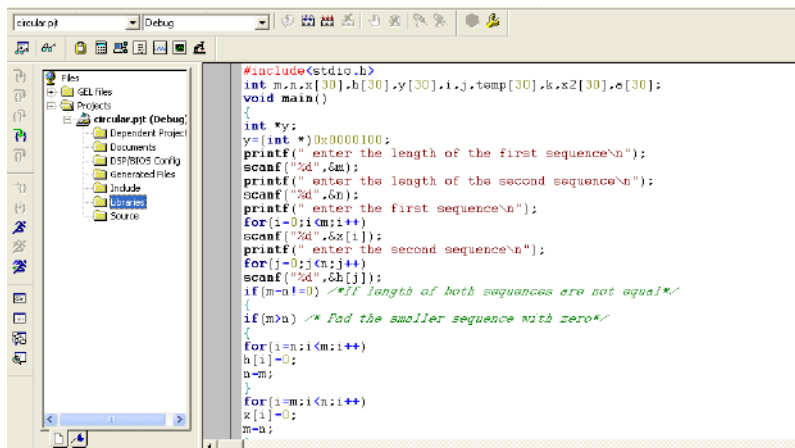 circular.pjt
Debug
Files
GEL Files
Projects
circular.pjt (Debug)
Dependent Project
Documents
DSP/BIOS Config
Generated Files
Include
Libraries
Source
#include<stdio.h>
int m,n,x[30],h[30],y[30],i,j,temp[30],k,x2[30],a[30];
void main()
{
int *y;
y=(int *)0x0000100;
printf(" enter the length of the first sequence\n");
scanf("%d",&m);
printf(" enter the length of the second sequence\n");
scanf("%d",&n);
printf(" enter the first sequence\n");
for(i=0;i<m;i++)
scanf("%d",&x[i]);
printf(" enter the second sequence\n");
for(j=0;j<n;j++)
scanf("%d",&h[j]);
if(m-n!=0) /*If length of both sequences are not equal*/
{
if(m>n) /* Pad the smaller sequence with zero*/
{
for(i=n;i<m;i++)
h[i]=0;
n=m;
}
for(i=m;i<n;i++)
x[i]=0;
m=n;